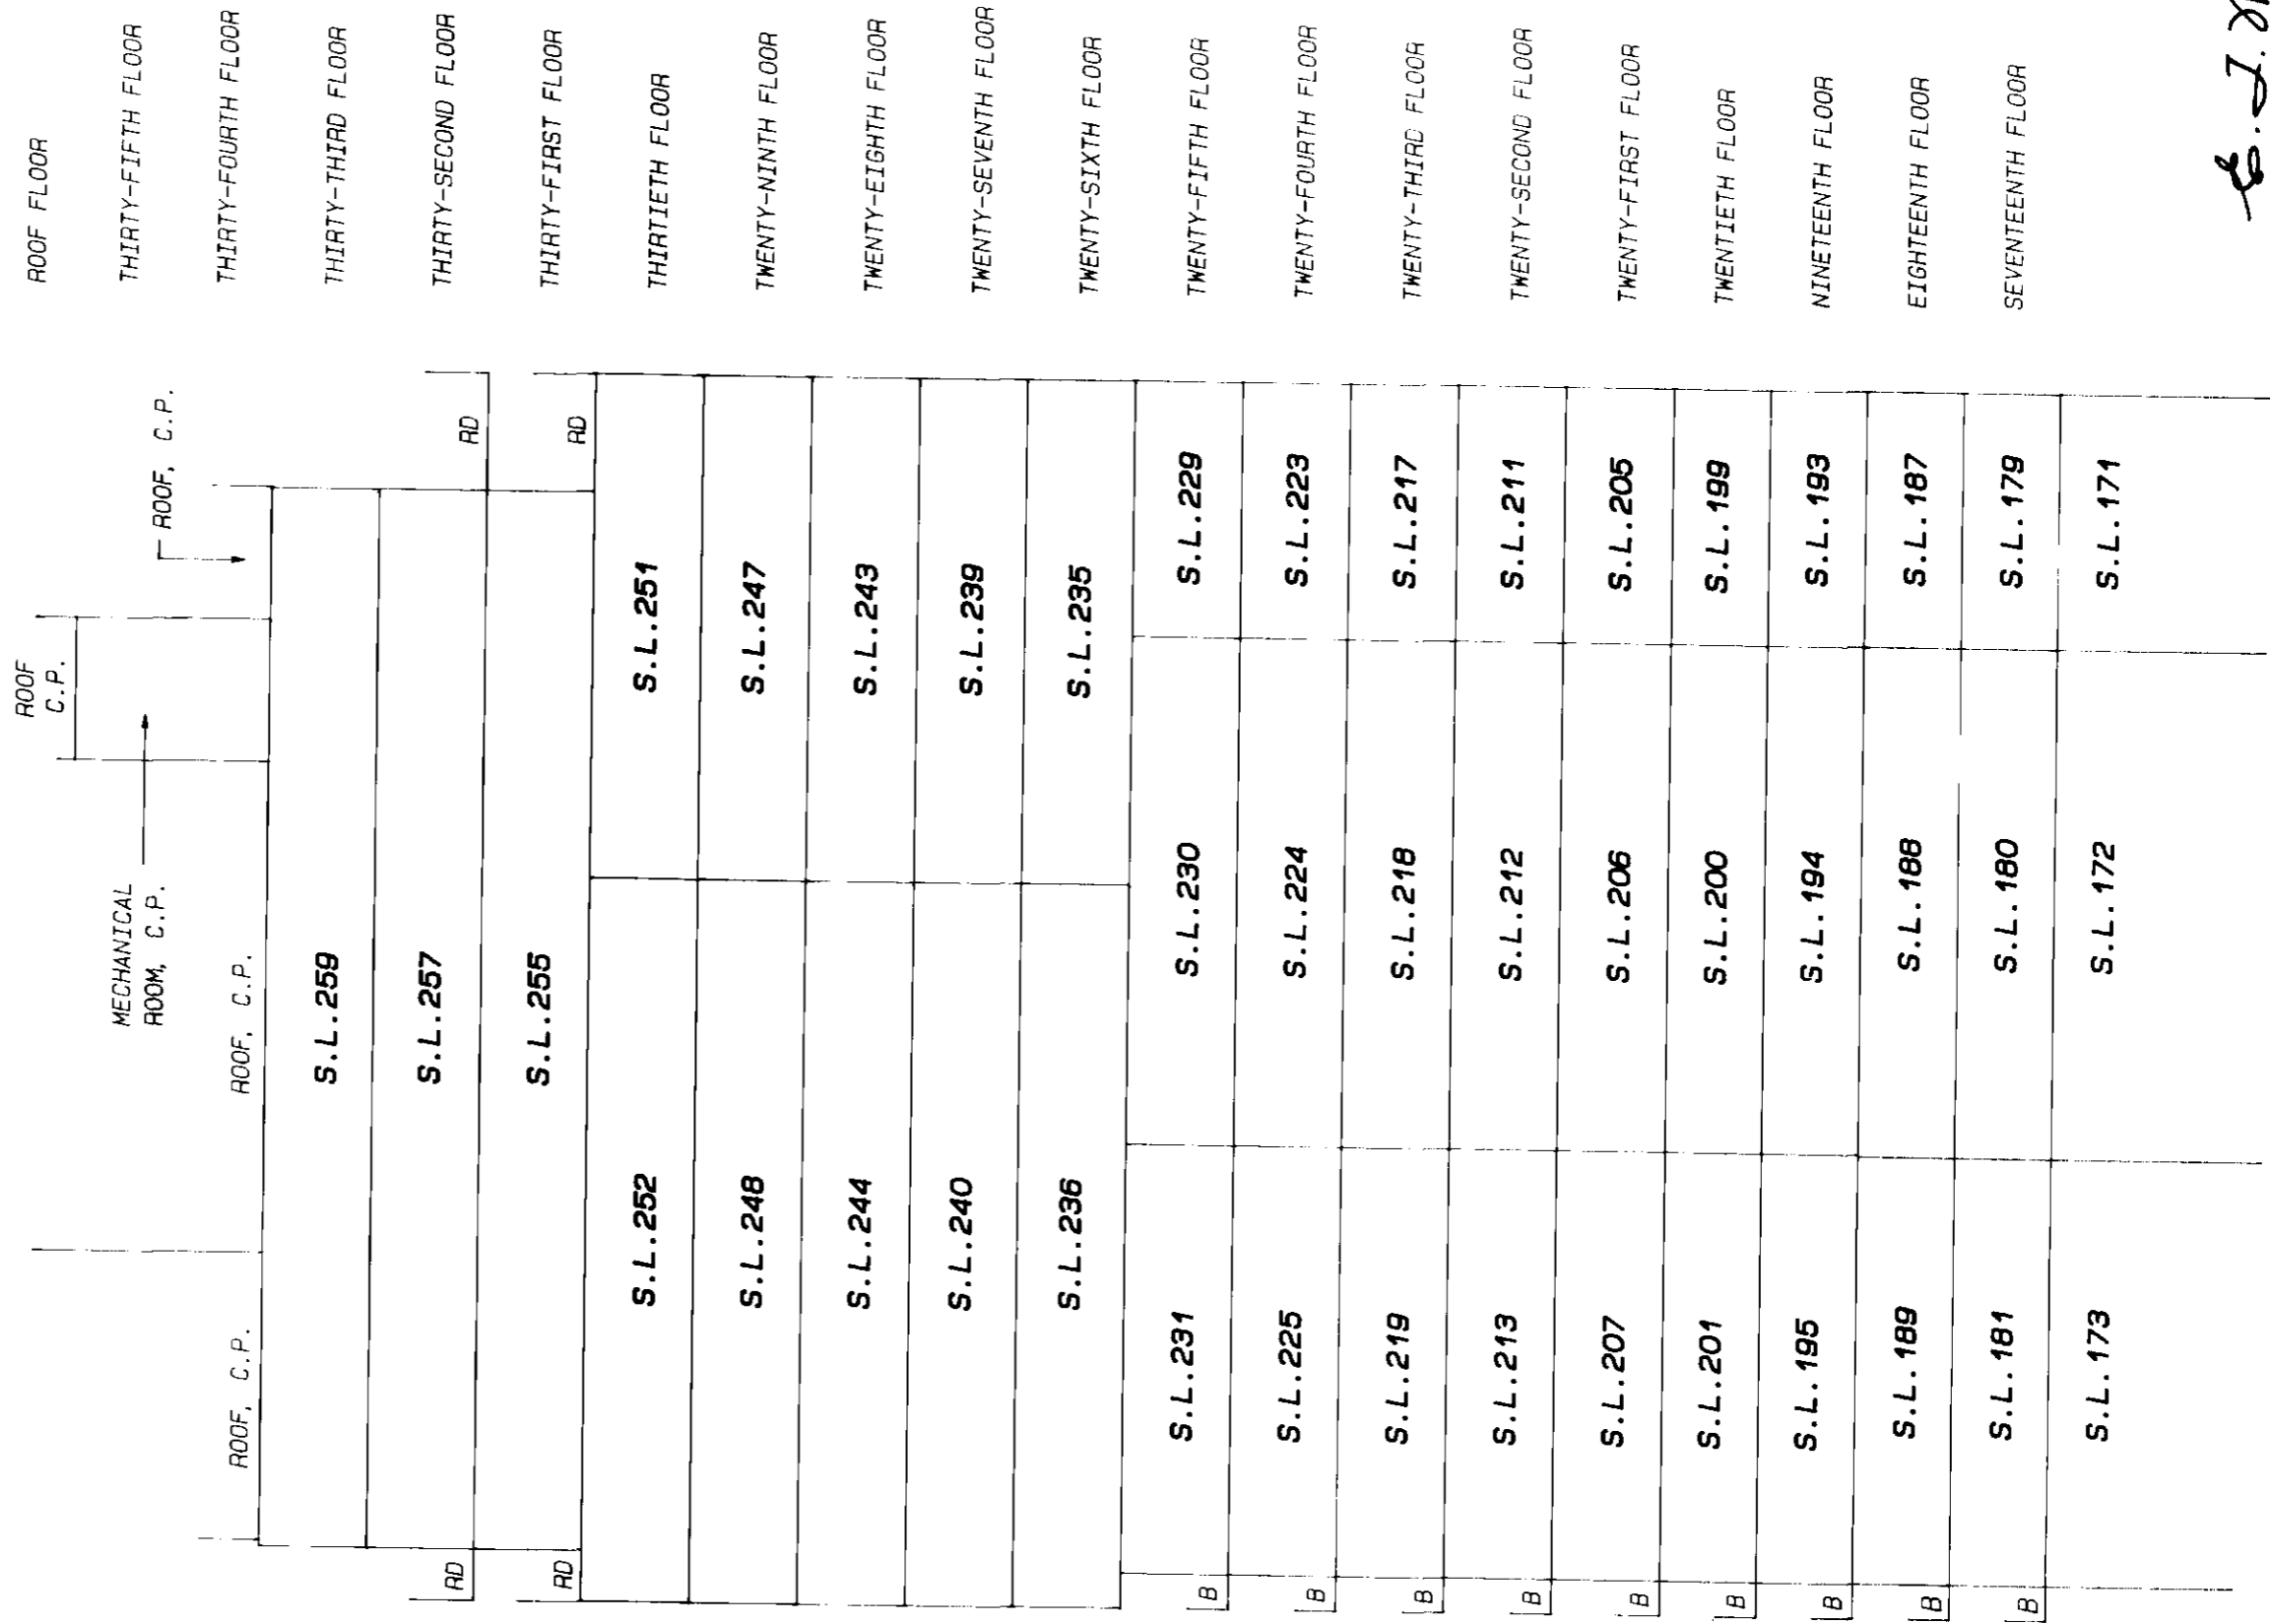 ROOF
C.P.
ROOF FLOOR
MECHANICAL
ROOM, C.P.
ROOF, C.P.
THIRTY-FIFTH FLOOR
ROOF, C.P. ROOF, C.P. THIRTY-FOURTH FLOOR
S.L.259 THIRTY-THIRD FLOOR
RD S.L.257 RD THIRTY-SECOND FLOOR
RD S.L.255 RD THIRTY-FIRST FLOOR
S.L.252 S.L.251 THIRTIETH FLOOR
S.L.248 S.L.247 TWENTY-NINTH FLOOR
S.L.244 S.L.243 TWENTY-EIGHTH FLOOR
S.L.240 S.L.239 TWENTY-SEVENTH FLOOR
S.L.236 S.L.235 TWENTY-SIXTH FLOOR
B S.L.231 S.L.230 S.L.229 TWENTY-FIFTH FLOOR
B S.L.225 S.L.224 S.L.223 TWENTY-FOURTH FLOOR
B S.L.219 S.L.218 S.L.217 TWENTY-THIRD FLOOR
B S.L.213 S.L.212 S.L.211 TWENTY-SECOND FLOOR
B S.L.207 S.L.206 S.L.205 TWENTY-FIRST FLOOR
B S.L.201 S.L.200 S.L.199 TWENTIETH FLOOR
B S.L.195 S.L.194 S.L.193 NINETEENTH FLOOR
B S.L.189 S.L.188 S.L.187 EIGHTEENTH FLOOR
B S.L.181 S.L.180 S.L.179 SEVENTEENTH FLOOR
S.L.173 S.L.172 S.L.171